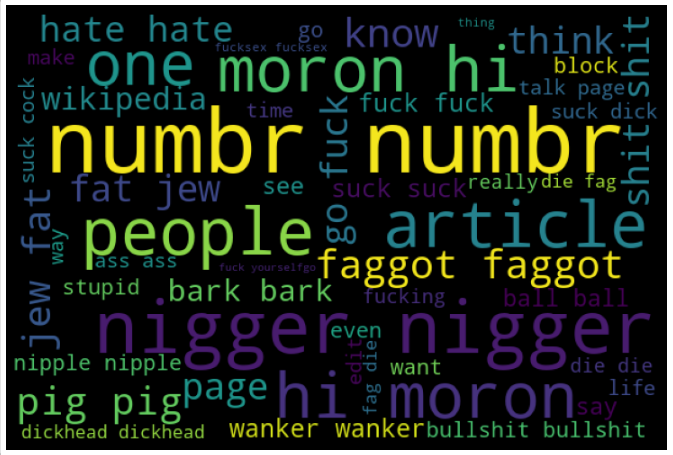 hate hate
go
know
thing
fucksex fucksex
make
one
moron hi
think
block
shit shit
suck cock
wikipedia
time
fuck fuck
talk page
suck dick
numbr numbr
go fuck
jew fat
fat jew
see
suck suck
really
die fag
way
people
article
ass ass
fuck yourselfgo
faggot faggot
stupid
bark bark
fucking
ball ball
nigger nigger
even
nipple nipple
edit
fag die
want
die die
page
hi moron
life
pig pig
say
dickhead dickhead
wanker wanker
bullshit bullshit